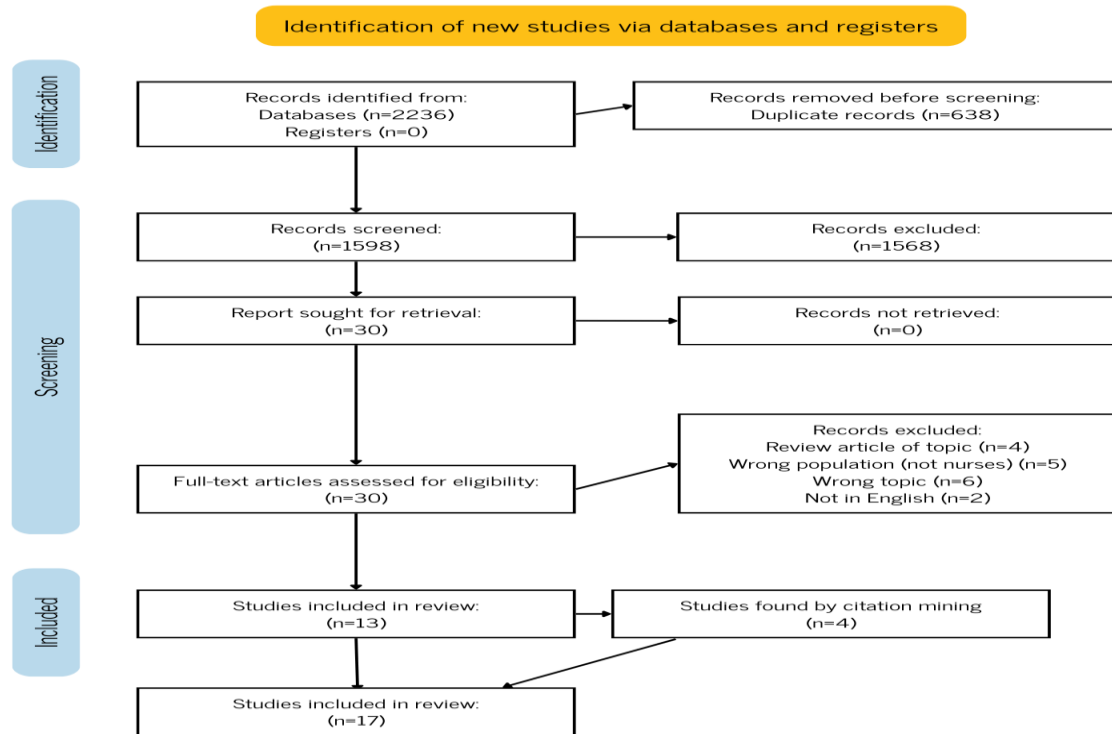 Identification of new studies via databases and registers
Identification
Records identified from:
Databases (n=2236)
Registers (n=0)
Records removed before screening:
Duplicate records (n=638)
Screening
Records screened:
(n=1598)
Records excluded:
(n=1568)
Report sought for retrieval:
(n=30)
Records not retrieved:
(n=0)
Full-text articles assessed for eligibility:
(n=30)
Records excluded:
Review article of topic (n=4)
Wrong population (not nurses) (n=5)
Wrong topic (n=6)
Not in English (n=2)
Included
Studies included in review:
(n=13)
Studies found by citation mining
(n=4)
Studies included in review:
(n=17)